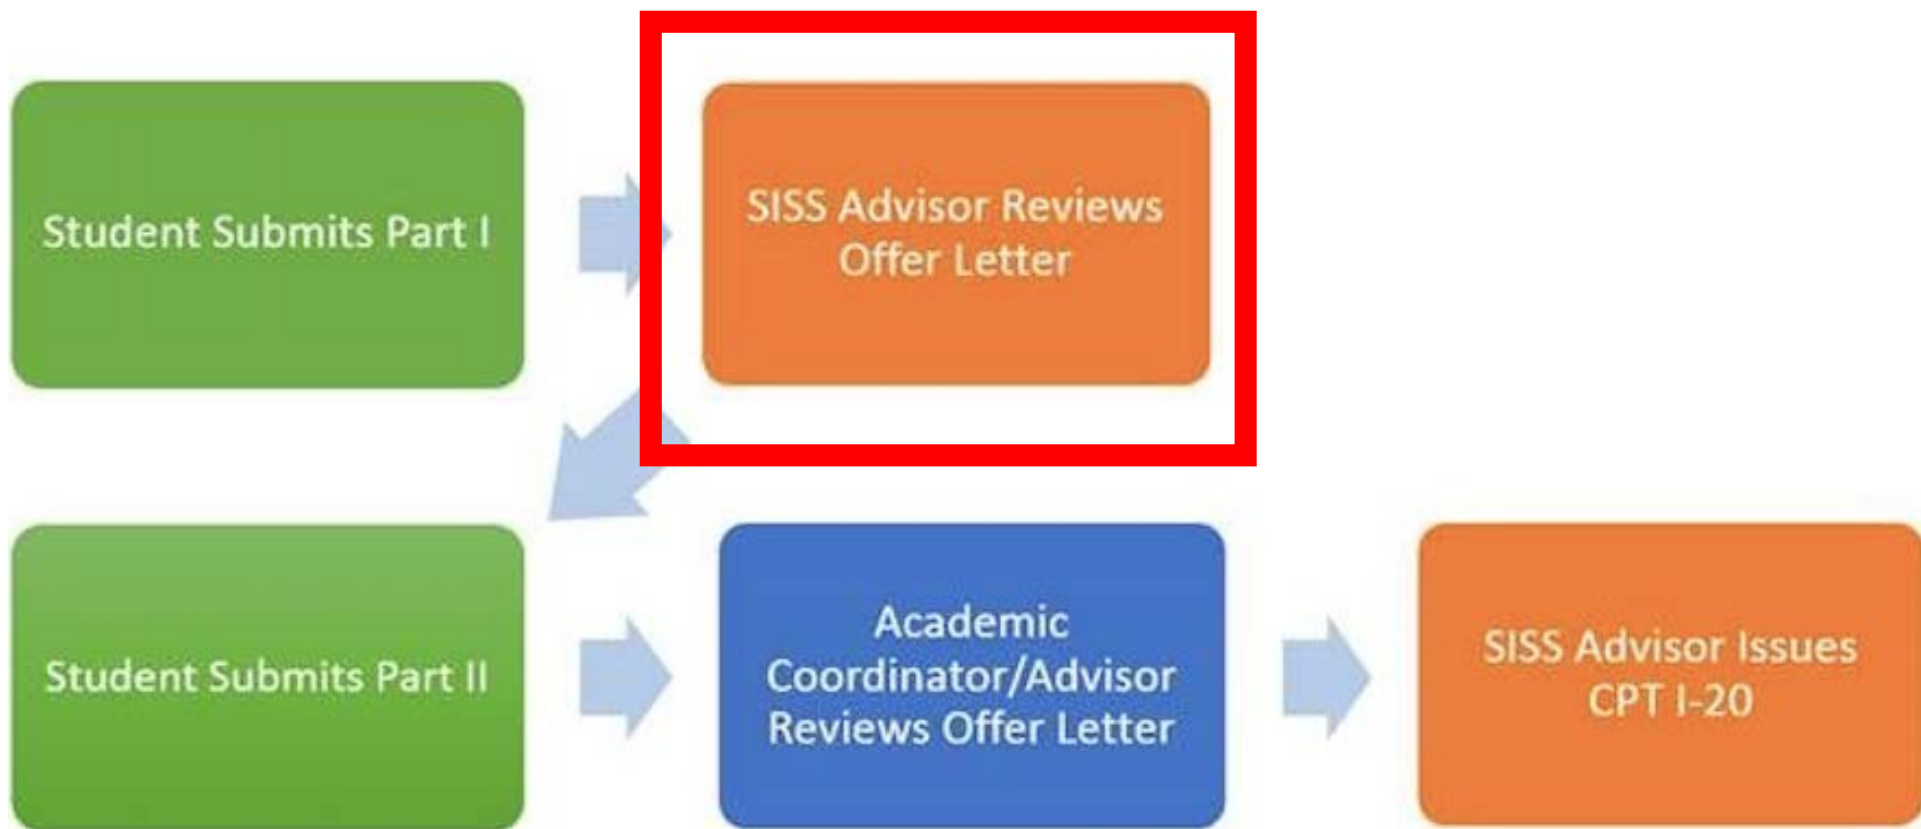 Student Submits Part I
SISS Advisor Reviews
Offer Letter
Student Submits Part II
Academic
Coordinator/Advisor
Reviews Offer Letter
SISS Advisor Issues
CPT I-20